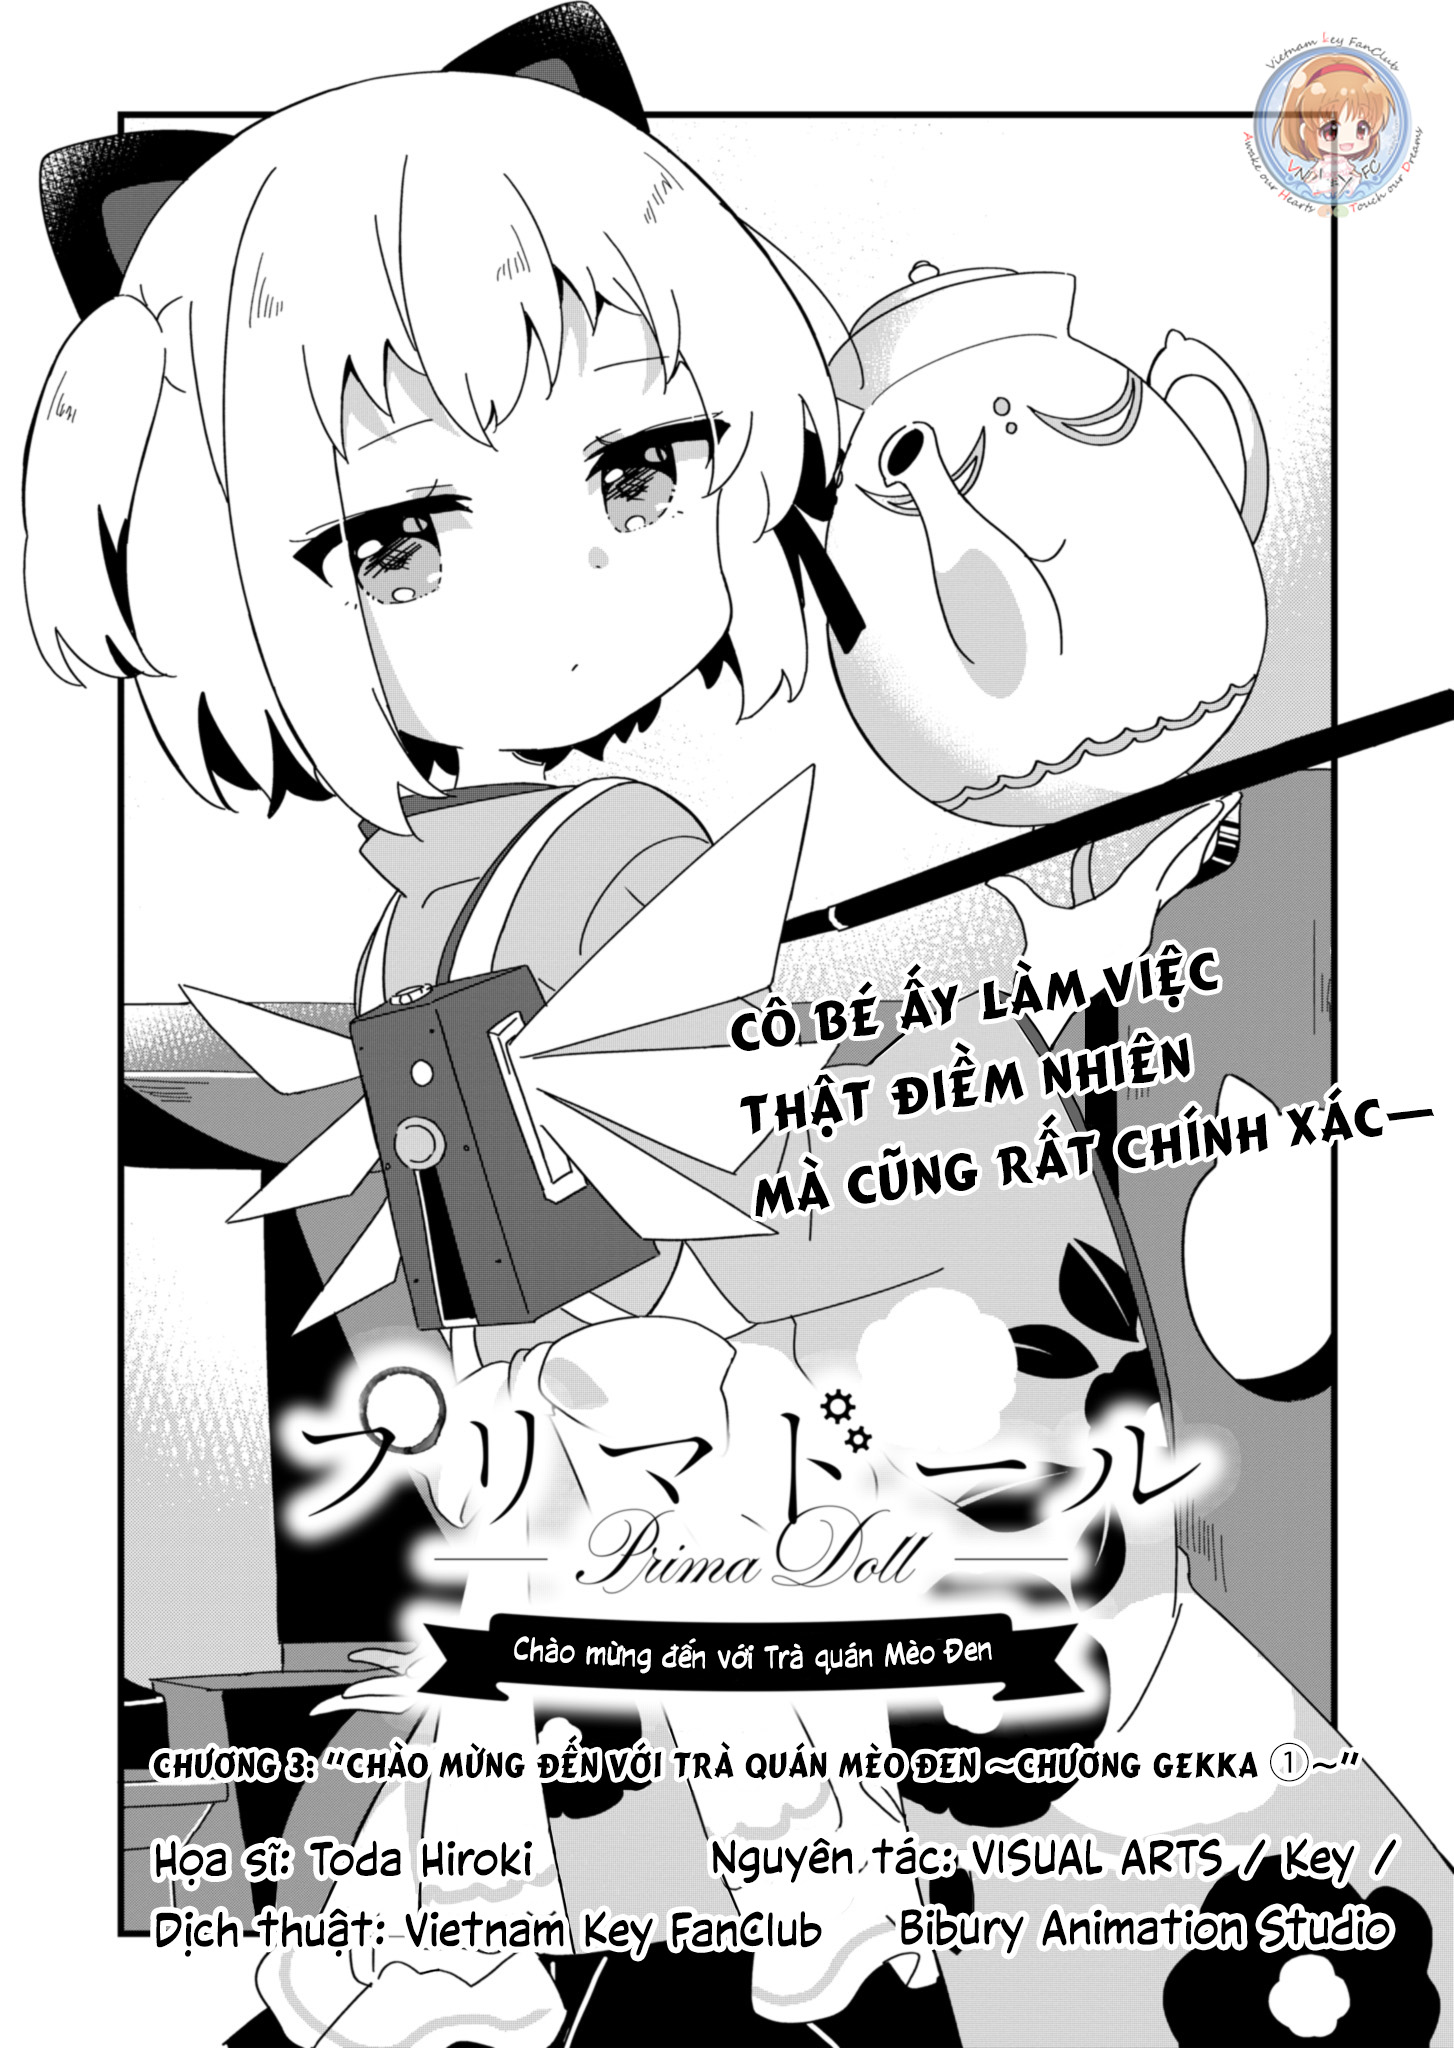 Vietnam Key FanClub
Awake our Hearts Touch our Dreams
VN KEY FC
CÔ BÉ ẤY LÀM VIỆC
THẬT ĐIỀM NHIÊN
MÀ CŨNG RẤT CHÍNH XÁC—
プリマドール
Prima Doll
Chào mừng đến với Trà quán Mèo Đen
CHƯƠNG 3: “CHÀO MỪNG ĐẾN VỚI TRÀ QUÁN MÈO ĐEN ~CHƯƠNG GEKKA ①~”
Họa sĩ: Toda Hiroki
Nguyên tác: VISUAL ARTS / Key /
Dịch thuật: Vietnam Key FanClub
Bibury Animation Studio